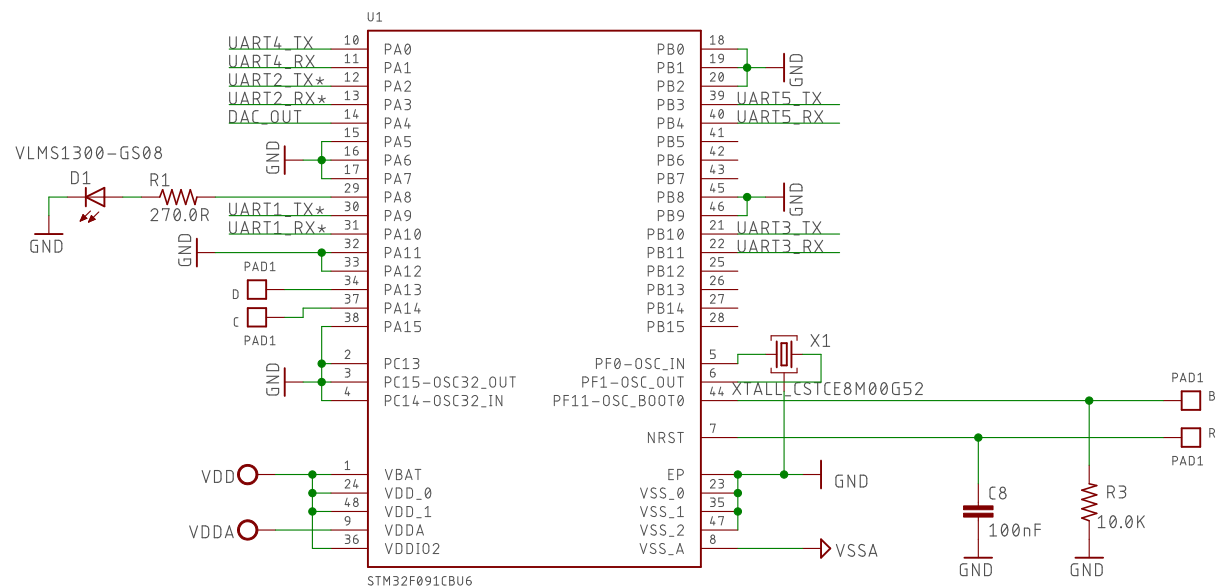 U1
UART4_TX 10 PA0 PB0 18
UART4_RX 11 PA1 PB1 19 GND
UART2_TX* 12 PA2 PB2 20
UART2_RX* 13 PA3 PB3 39 UART5_TX
DAC_OUT 14 PA4 PB4 40 UART5_RX
15 PA5 PB5 41
GND 16 PA6 PB6 42
17 PA7 PB7 43
VLMS1300-GS08
D1 R1 29 PA8 PB8 45 GND
270.0R
UART1_TX* 30 PA9 PB9 46
UART1_RX* 31 PA10 PB10 21 UART3_TX
GND
GND 32 PA11 PB11 22 UART3_RX
33 PA12 PB12 25
PAD1
D 34 PA13 PB13 26
C 37 PA14 PB14 27
PAD1
38 PA15 PB15 28
X1
2 PC13 PF0-OSC_IN 5
GND 3 PC15-OSC32_OUT PF1-OSC_OUT 6
XTALL_CSTCE8M00G52
4 PC14-OSC32_IN PF11-OSC_BOOT0 44
PAD1
B
NRST 7
R
PAD1
VDD 1 VBAT EP GND
24 VDD_0 VSS_0 23
48 VDD_1 VSS_1 35
VDDA 9 VDDA VSS_2 47
36 VDDIO2 VSS_A 8 VSSA
C8
100nF
GND
R3
10.0K
GND
STM32F091CBU6